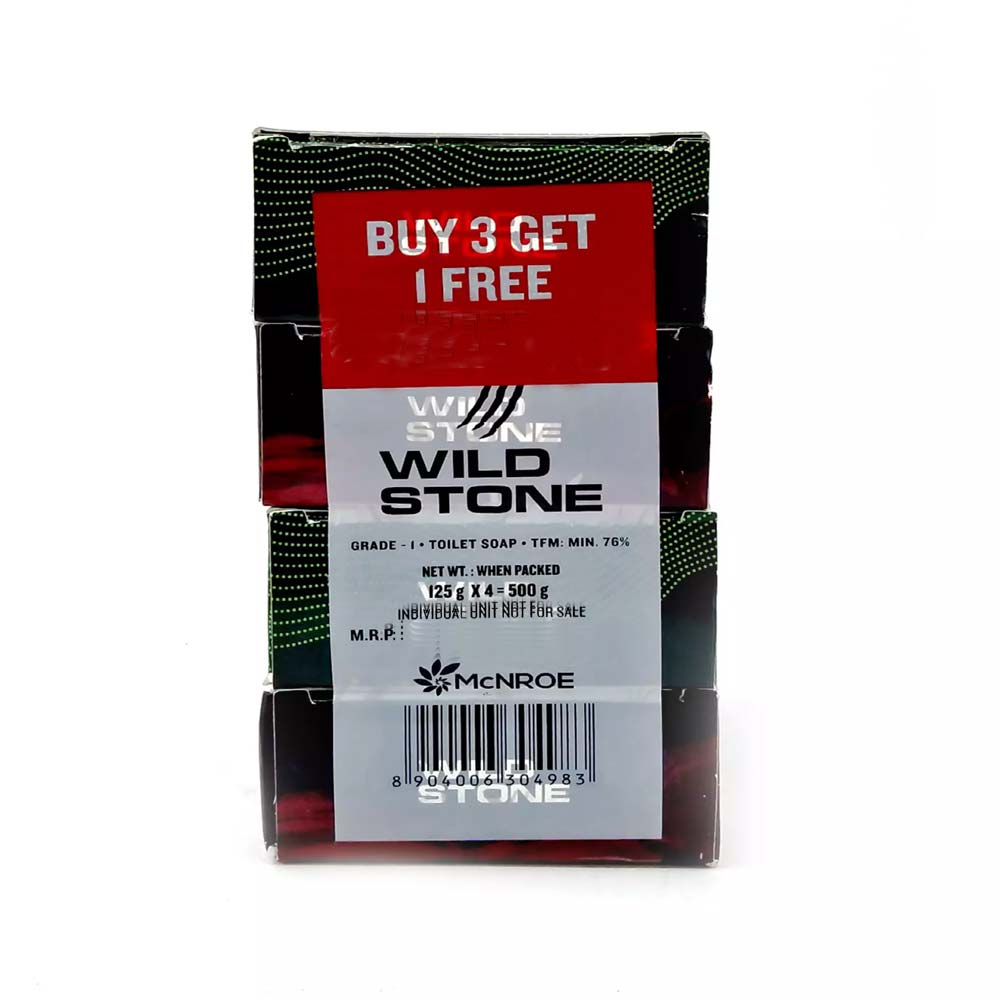 BUY 3 GET
1 FREE
WILD
STONE
WILD
STONE
GRADE - I • TOILET SOAP • TFM: MIN. 76%
NET WT. : WHEN PACKED
125 g X 4 = 500 g
INDIVIDUAL UNIT NOT FOR SALE
M.R.P. :
McNROE
8 904006 304983
WILD
STONE